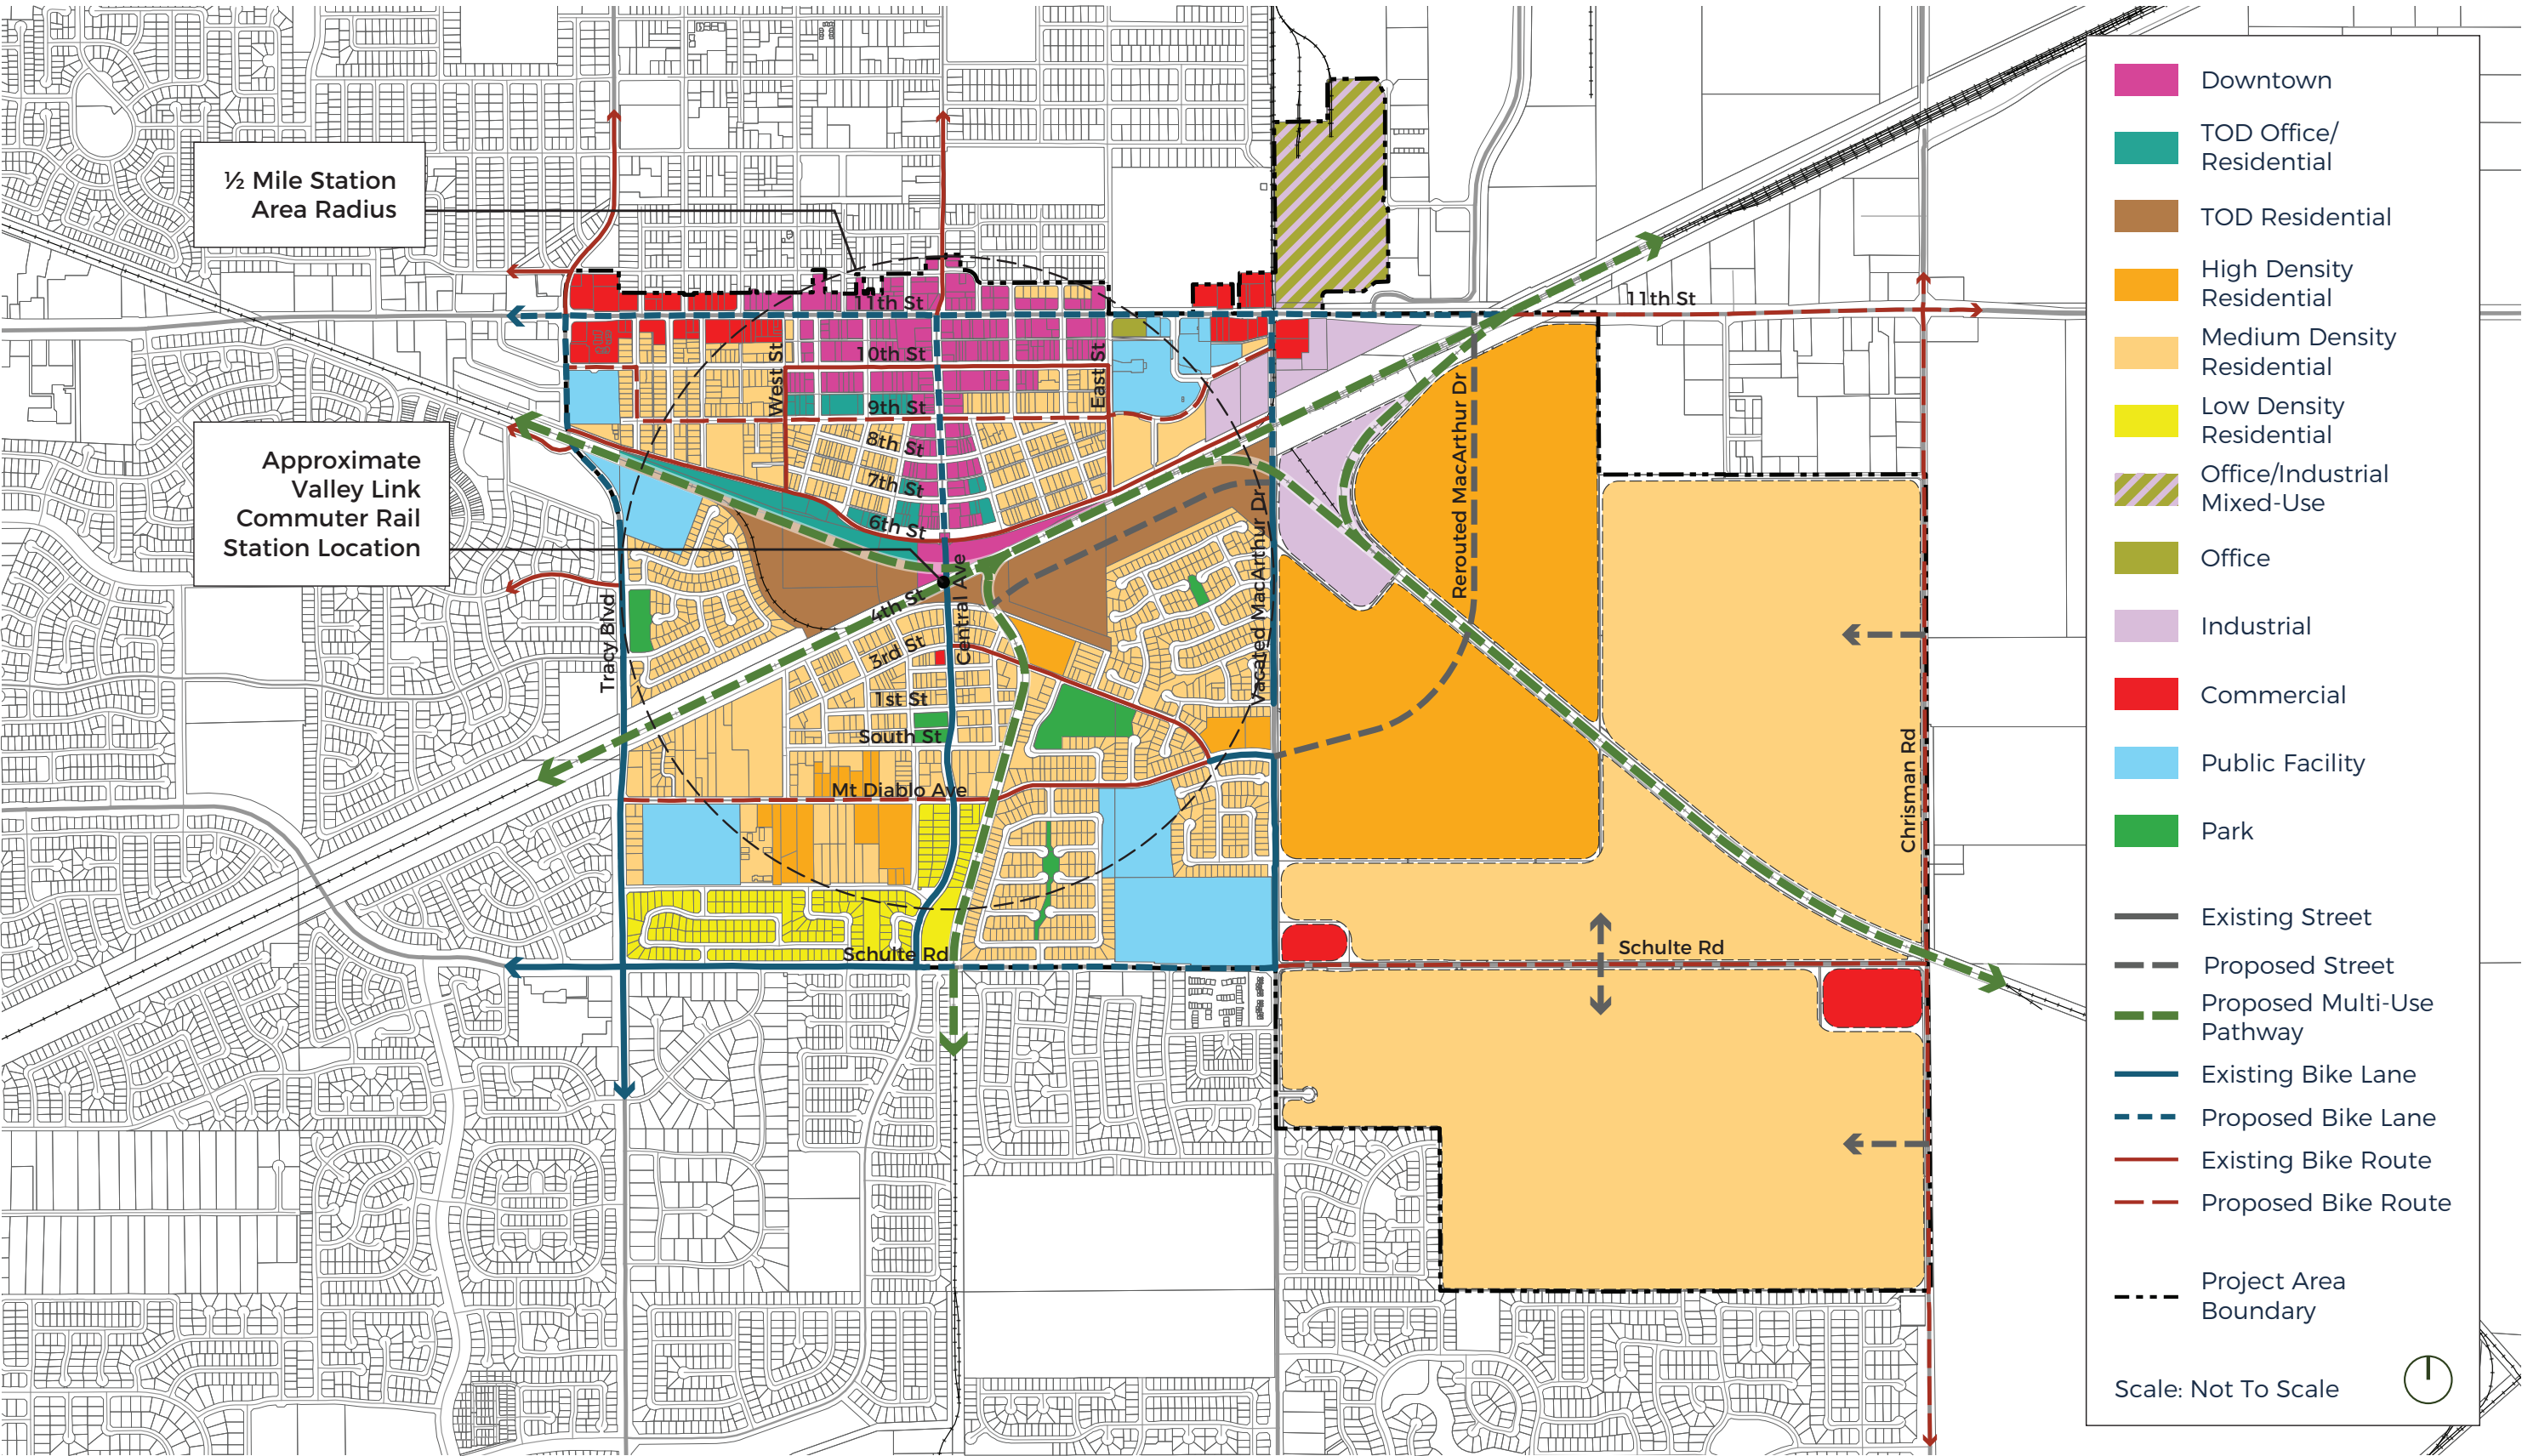 ½ Mile Station
Area Radius
Approximate
Valley Link
Commuter Rail
Station Location
11th St
11th St
10th St
West St
East St
9th St
8th St
7th St
6th St
4th St
3rd St
1st St
South St
Mt Diablo Ave
Schulte Rd
Schulte Rd
Tracy Blvd
Central Ave
Vacated MacArthur Dr
Rerouted MacArthur Dr
Chrisman Rd
Downtown
TOD Office/
Residential
TOD Residential
High Density
Residential
Medium Density
Residential
Low Density
Residential
Office/Industrial
Mixed-Use
Office
Industrial
Commercial
Public Facility
Park
Existing Street
Proposed Street
Proposed Multi-Use
Pathway
Existing Bike Lane
Proposed Bike Lane
Existing Bike Route
Proposed Bike Route
Project Area
Boundary
Scale: Not To Scale